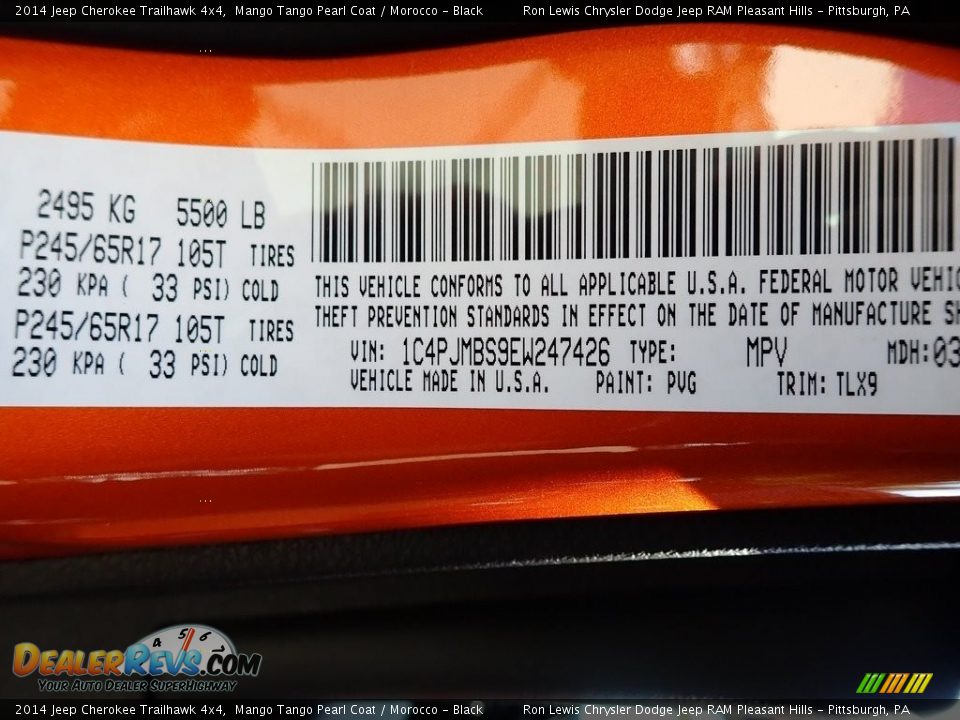 2014 Jeep Cherokee Trailhawk 4x4, Mango Tango Pearl Coat / Morocco - Black Ron Lewis Chrysler Dodge Jeep RAM Pleasant Hills - Pittsburgh, PA
2495 KG 5500 LB
P245/65R17 105T TIRES
230 KPA ( 33 PSI) COLD
P245/65R17 105T TIRES
230 KPA ( 33 PSI) COLD
THIS VEHICLE CONFORMS TO ALL APPLICABLE U.S.A. FEDERAL MOTOR VEHIC
THEFT PREVENTION STANDARDS IN EFFECT ON THE DATE OF MANUFACTURE SH
VIN: 1C4PJMBS9EW247426 TYPE: MPV MDH: 03
VEHICLE MADE IN U.S.A. PAINT: PVG TRIM: TLX9
4 5 6
DEALERREVS.COM
YOUR AUTO DEALER SUPERHIGHWAY
2014 Jeep Cherokee Trailhawk 4x4, Mango Tango Pearl Coat / Morocco - Black Ron Lewis Chrysler Dodge Jeep RAM Pleasant Hills - Pittsburgh, PA